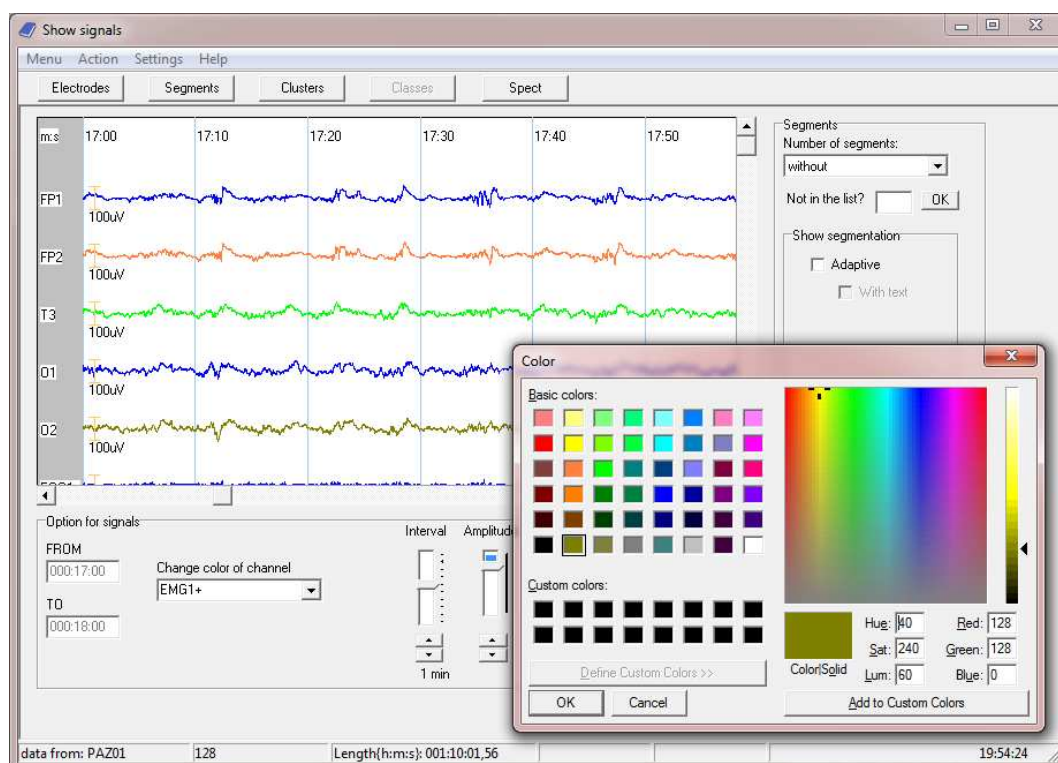 Show signals
Menu Action Settings Help
Electrodes Segments Clusters Classes Spect
m:s 17:00 17:10 17:20 17:30 17:40 17:50
FP1
100uV
FP2
100uV
T3
100uV
O1
100uV
O2
100uV
Segments
Number of segments:
without
Not in the list? OK
Show segmentation
Adaptive
With text
Option for signals
FROM
000:17:00
TO
000:18:00
Change color of channel
EMG1+
Interval
1 min
Color
Basic colors:
Custom colors:
Define Custom Colors >>
OK Cancel
Color|Solid
Hue: 40 Red: 128
Sat: 240 Green: 128
Lum: 60 Blue: 0
Add to Custom Colors
data from: PAZ01 128 Length(h:m:s): 001:10:01,56 19:54:24